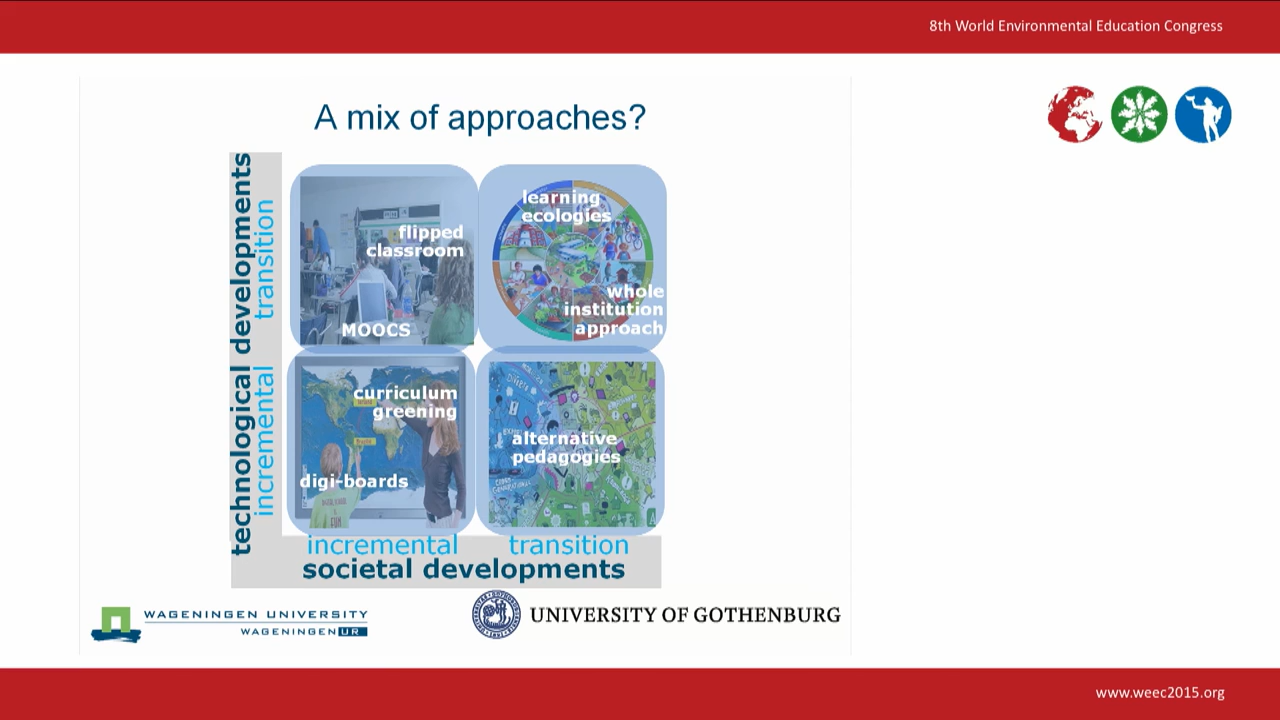 8th World Environmental Education Congress
A mix of approaches?
technological developments
transition
incremental
flipped
classroom
MOOCS
learning
ecologies
whole
institution
approach
curriculum
greening
digi-boards
alternative
pedagogies
incremental transition
societal developments
WAGENINGEN UNIVERSITY
WAGENINGEN UR
UNIVERSITY OF GOTHENBURG
www.weec2015.org